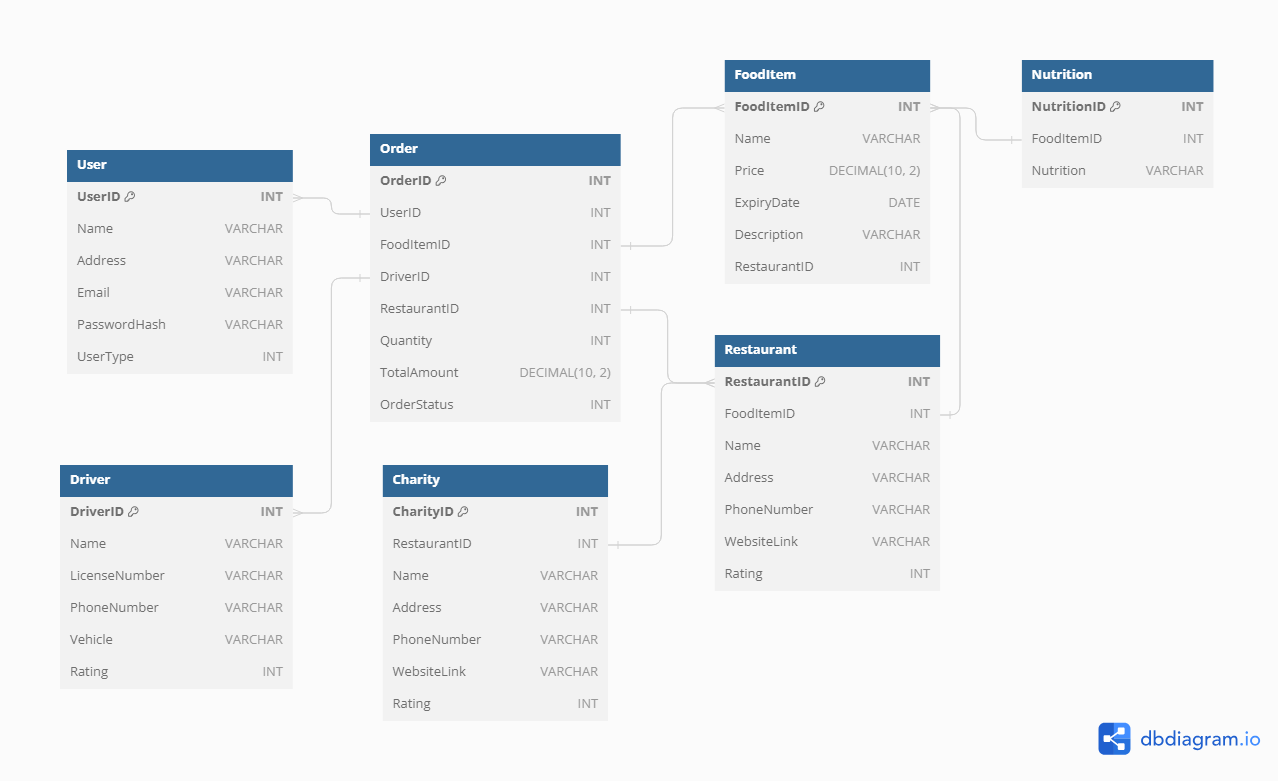 User
UserID INT
Name VARCHAR
Address VARCHAR
Email VARCHAR
PasswordHash VARCHAR
UserType INT
Order
OrderID INT
UserID INT
FoodItemID INT
DriverID INT
RestaurantID INT
Quantity INT
TotalAmount DECIMAL(10, 2)
OrderStatus INT
FoodItem
FoodItemID INT
Name VARCHAR
Price DECIMAL(10, 2)
ExpiryDate DATE
Description VARCHAR
RestaurantID INT
Nutrition
NutritionID INT
FoodItemID INT
Nutrition VARCHAR
Driver
DriverID INT
Name VARCHAR
LicenseNumber VARCHAR
PhoneNumber VARCHAR
Vehicle VARCHAR
Rating INT
Charity
CharityID INT
RestaurantID INT
Name VARCHAR
Address VARCHAR
PhoneNumber VARCHAR
WebsiteLink VARCHAR
Rating INT
Restaurant
RestaurantID INT
FoodItemID INT
Name VARCHAR
Address VARCHAR
PhoneNumber VARCHAR
WebsiteLink VARCHAR
Rating INT
dbdiagram.io